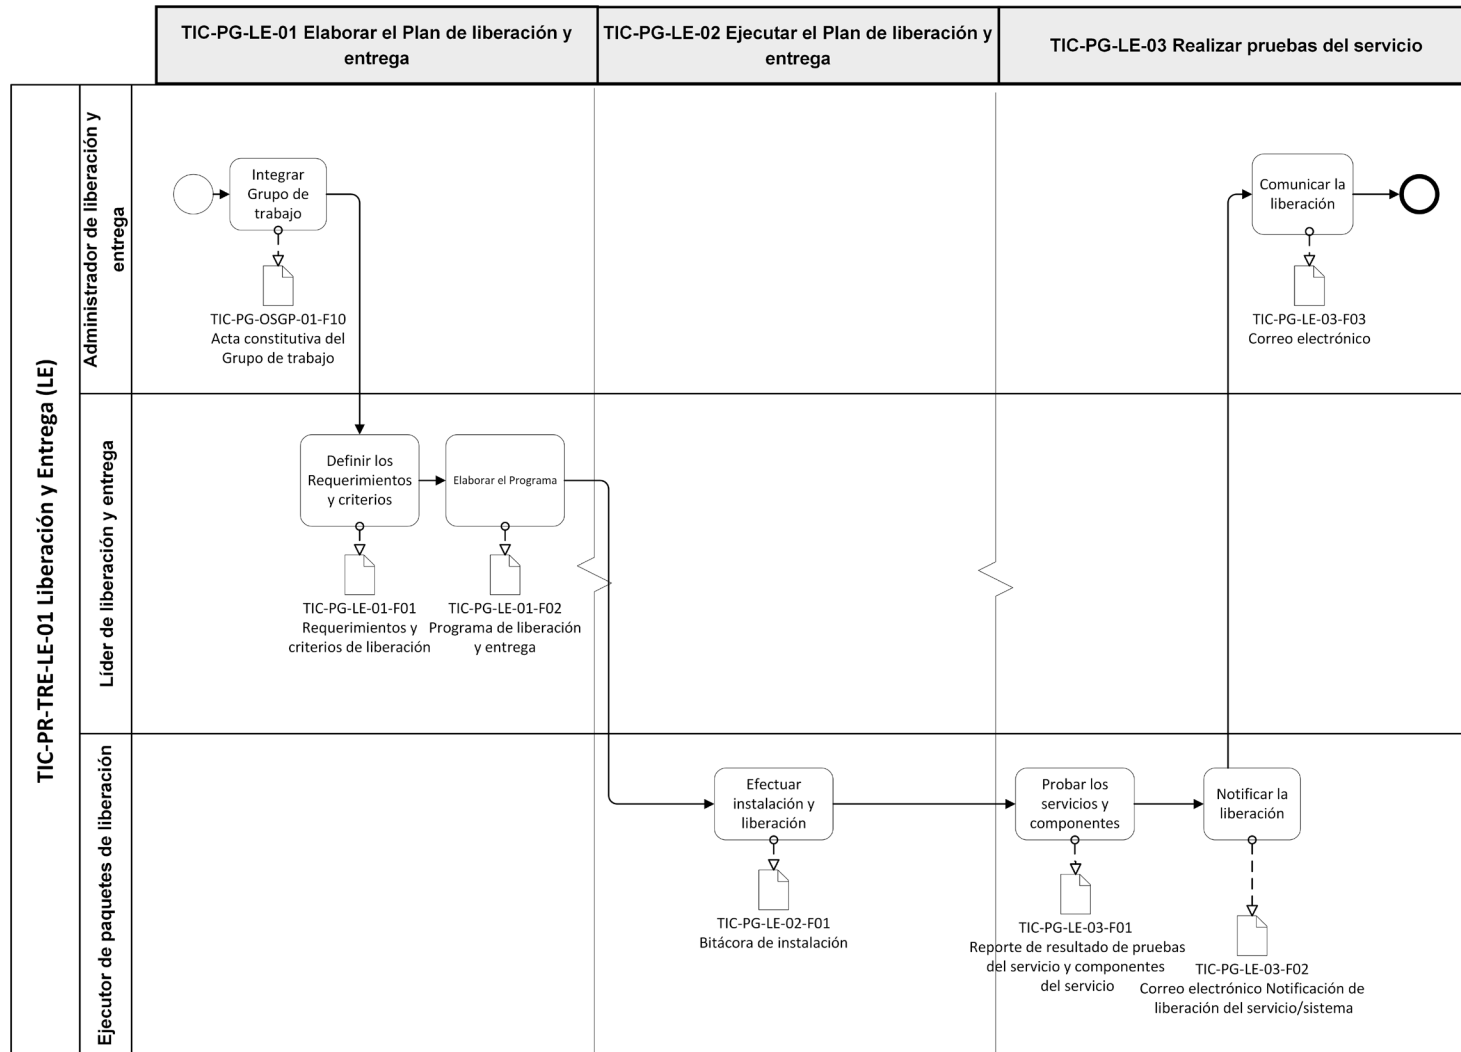 TIC-PG-LE-01 Elaborar el Plan de liberación y
entrega
TIC-PG-LE-02 Ejecutar el Plan de liberación y
entrega
TIC-PG-LE-03 Realizar pruebas del servicio
TIC-PR-TRE-LE-01 Liberación y Entrega (LE)
Administrador de liberación y
entrega
Integrar
Grupo de
trabajo
TIC-PG-OSGP-01-F10
Acta constitutiva del
Grupo de trabajo
Comunicar la
liberación
TIC-PG-LE-03-F03
Correo electrónico
Líder de liberación y entrega
Definir los
Requerimientos
y criterios
TIC-PG-LE-01-F01
Requerimientos y
criterios de liberación
Elaborar el Programa
TIC-PG-LE-01-F02
Programa de liberación
y entrega
Ejecutor de paquetes de liberación
Efectuar
instalación y
liberación
TIC-PG-LE-02-F01
Bitácora de instalación
Probar los
servicios y
componentes
TIC-PG-LE-03-F01
Reporte de resultado de pruebas
del servicio y componentes
del servicio
Notificar la
liberación
TIC-PG-LE-03-F02
Correo electrónico Notificación de
liberación del servicio/sistema